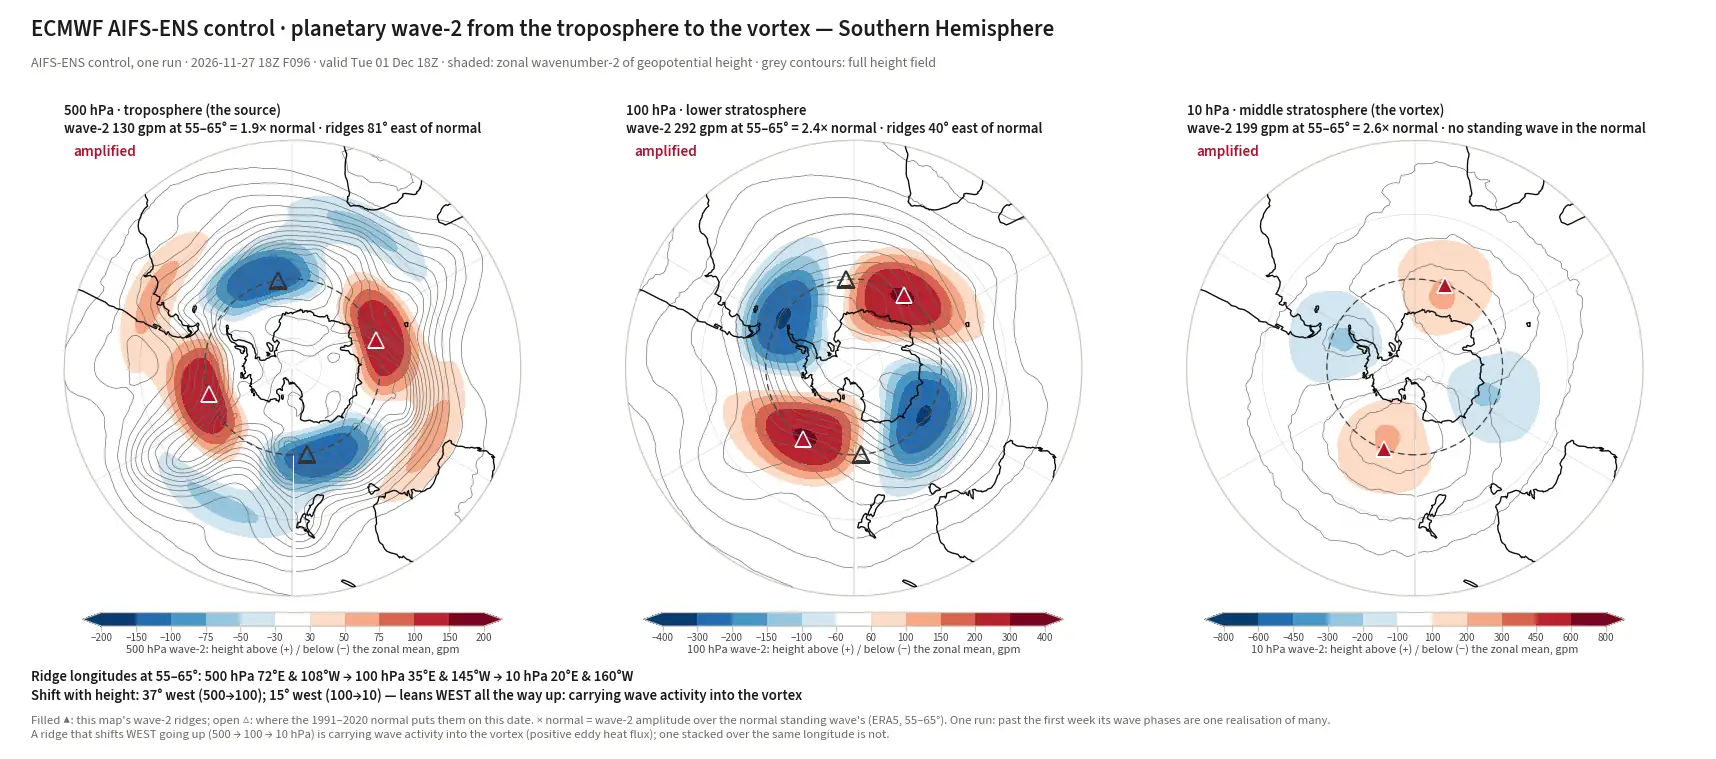 ECMWF AIFS-ENS control · planetary wave-2 from the troposphere to the vortex — Southern Hemisphere
AIFS-ENS control, one run · 2026-11-27 18Z F096 · valid Tue 01 Dec 18Z · shaded: zonal wavenumber-2 of geopotential height · grey contours: full height field
500 hPa · troposphere (the source)
wave-2 130 gpm at 55–65° = 1.9× normal · ridges 81° east of normal
amplified
100 hPa · lower stratosphere
wave-2 292 gpm at 55–65° = 2.4× normal · ridges 40° east of normal
amplified
10 hPa · middle stratosphere (the vortex)
wave-2 199 gpm at 55–65° = 2.6× normal · no standing wave in the normal
amplified
−200 −150 −100 −75 −50 −30 30 50 75 100 150 200
500 hPa wave-2: height above (+) / below (−) the zonal mean, gpm
−400 −300 −200 −150 −100 −60 60 100 150 200 300 400
100 hPa wave-2: height above (+) / below (−) the zonal mean, gpm
−800 −600 −450 −300 −200 −100 100 200 300 450 600 800
10 hPa wave-2: height above (+) / below (−) the zonal mean, gpm
Ridge longitudes at 55–65°: 500 hPa 72°E & 108°W → 100 hPa 35°E & 145°W → 10 hPa 20°E & 160°W
Shift with height: 37° west (500→100); 15° west (100→10) — leans WEST all the way up: carrying wave activity into the vortex
Filled ▲: this map's wave-2 ridges; open △: where the 1991–2020 normal puts them on this date. × normal = wave-2 amplitude over the normal standing wave's (ERA5, 55–65°). One run: past the first week its wave phases are one realisation of many.
A ridge that shifts WEST going up (500 → 100 → 10 hPa) is carrying wave activity into the vortex (positive eddy heat flux); one stacked over the same longitude is not.